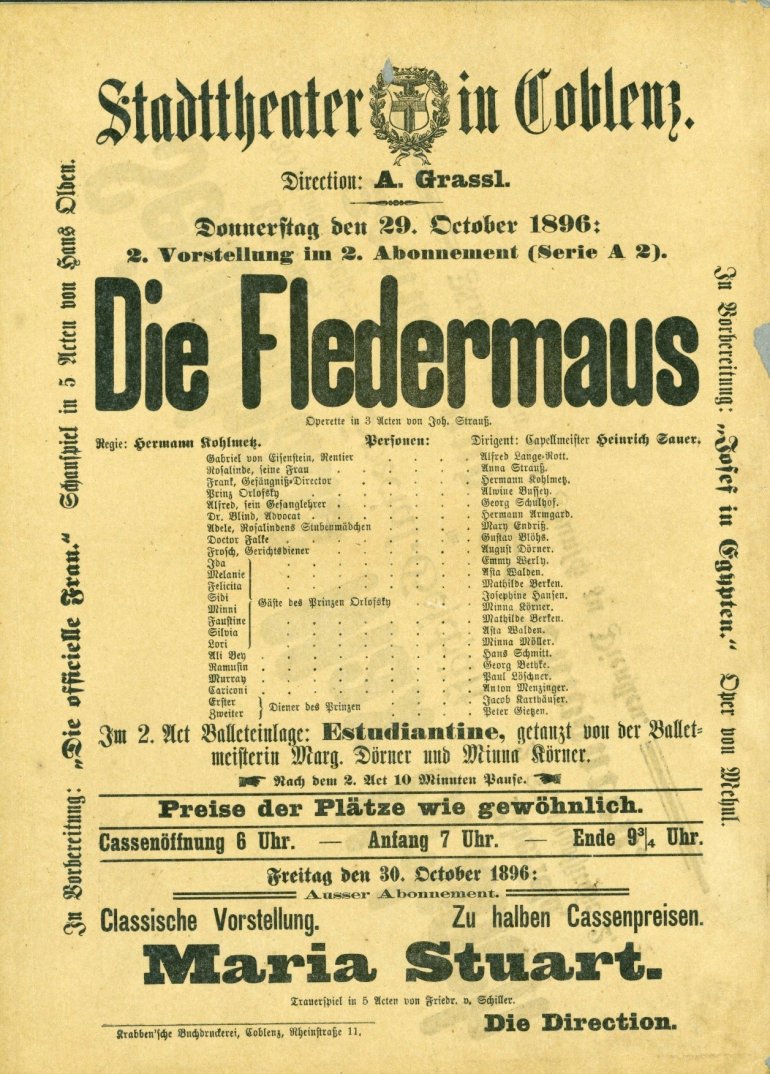 Stadttheater in Coblenz.
Direction: A. Grassl.
Donnerstag den 29. October 1896:
2. Vorstellung im 2. Abonnement (Serie A 2).
Die Fledermaus
Operette in 3 Acten von Joh. Strauß.
Regie: Hermann Kohlmetz. Personen: Dirigent: Capellmeister Heinrich Sauer.
Gabriel von Eisenstein, Rentier . . . . Alfred Lange-Rott.
Rosalinde, seine Frau . . . . . Anna Strauß.
Frank, Gefängniß-Director . . . . Hermann Kohlmetz.
Prinz Orlofsky . . . . . . Alwine Bussey.
Alfred, sein Gesanglehrer . . . . . Georg Schulhof.
Dr. Blind, Advocat . . . . . . Hermann Armgard.
Adele, Rosalindens Stubenmädchen . . . . Mary Endriß.
Doctor Falke . . . . . . Gustav Blöhs.
Frosch, Gerichtsdiener . . . . . August Dörner.
Ida . . . . . . Emmy Werly.
Melanie . . . . . . Asta Walden.
Felicita . . . . . . Mathilde Berken.
Sidi . . . . . . Josephine Hansen.
Minni Gäste des Prinzen Orlofsky . . . Minna Körner.
Faustine . . . . . . Mathilde Berken.
Silvia . . . . . . Asta Walden.
Lori . . . . . . Minna Möller.
Ali Bey . . . . . . Hans Schmitt.
Ramusin . . . . . . Georg Bethke.
Murray . . . . . . Paul Löschner.
Cariconi . . . . . . Anton Menzinger.
Erster } Diener des Prinzen . . . . Jacob Karthäuser.
Zweiter . . . . Peter Gietzen.
Im 2. Act Balleteinlage: Estudiantine, getanzt von der Ballet-
meisterin Marg. Dörner und Minna Körner.
Nach dem 2. Act 10 Minuten Pause.
Preise der Plätze wie gewöhnlich.
Cassenöffnung 6 Uhr. — Anfang 7 Uhr. — Ende 9¾ Uhr.
Freitag den 30. October 1896:
Ausser Abonnement.
Classische Vorstellung. Zu halben Cassenpreisen.
Maria Stuart.
Trauerspiel in 5 Acten von Friedr. v. Schiller.
Die Direction.
Krabben'sche Buchdruckerei, Coblenz, Rheinstraße 11.
In Vorbereitung: „Die officielle Frau." Schauspiel in 5 Acten von Hans Olden.
In Vorbereitung: „Josef in Egypten." Oper von Mehul.